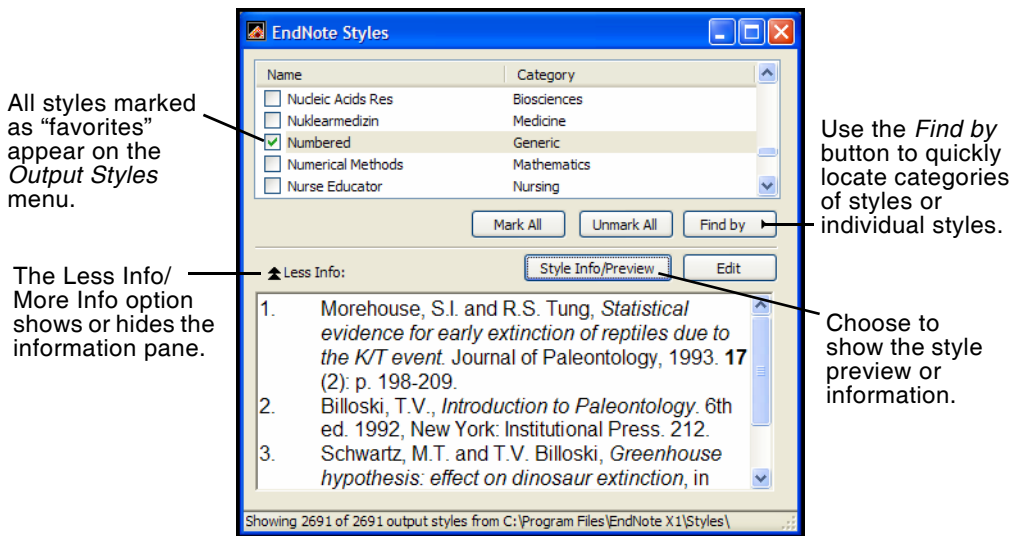 EndNote Styles
Name Category
Nucleic Acids Res Biosciences
Nuklearmedizin Medicine
Numbered Generic
Numerical Methods Mathematics
Nurse Educator Nursing
Mark All Unmark All Find by
Less Info: Style Info/Preview Edit
1. Morehouse, S.I. and R.S. Tung, Statistical
evidence for early extinction of reptiles due to
the K/T event. Journal of Paleontology, 1993. 17
(2): p. 198-209.
2. Billoski, T.V., Introduction to Paleontology. 6th
ed. 1992, New York: Institutional Press. 212.
3. Schwartz, M.T. and T.V. Billoski, Greenhouse
hypothesis: effect on dinosaur extinction, in
Showing 2691 of 2691 output styles from C:\Program Files\EndNote X1\Styles\
All styles marked
as “favorites”
appear on the
Output Styles
menu.
The Less Info/
More Info option
shows or hides the
information pane.
Use the Find by
button to quickly
locate categories
of styles or
individual styles.
Choose to
show the style
preview or
information.